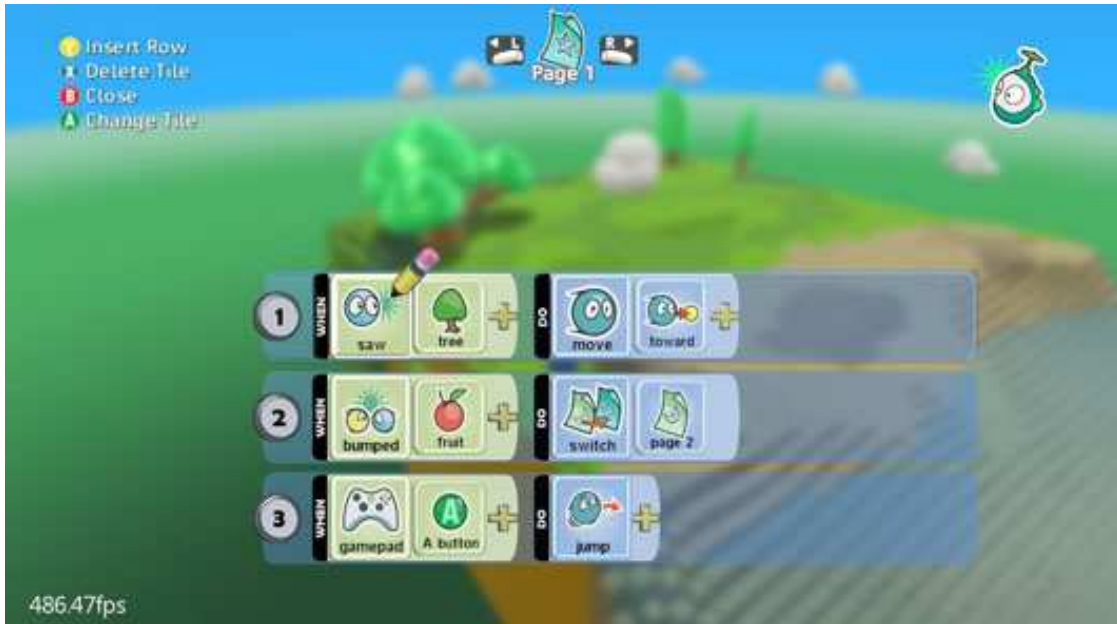 L
R
Page 1
Y Insert Row
X Delete Tile
B Close
A Change Tile
1 WHEN saw tree DO move toward
2 WHEN bumped fruit DO switch page 2
3 WHEN gamepad A A button DO jump
486.47fps